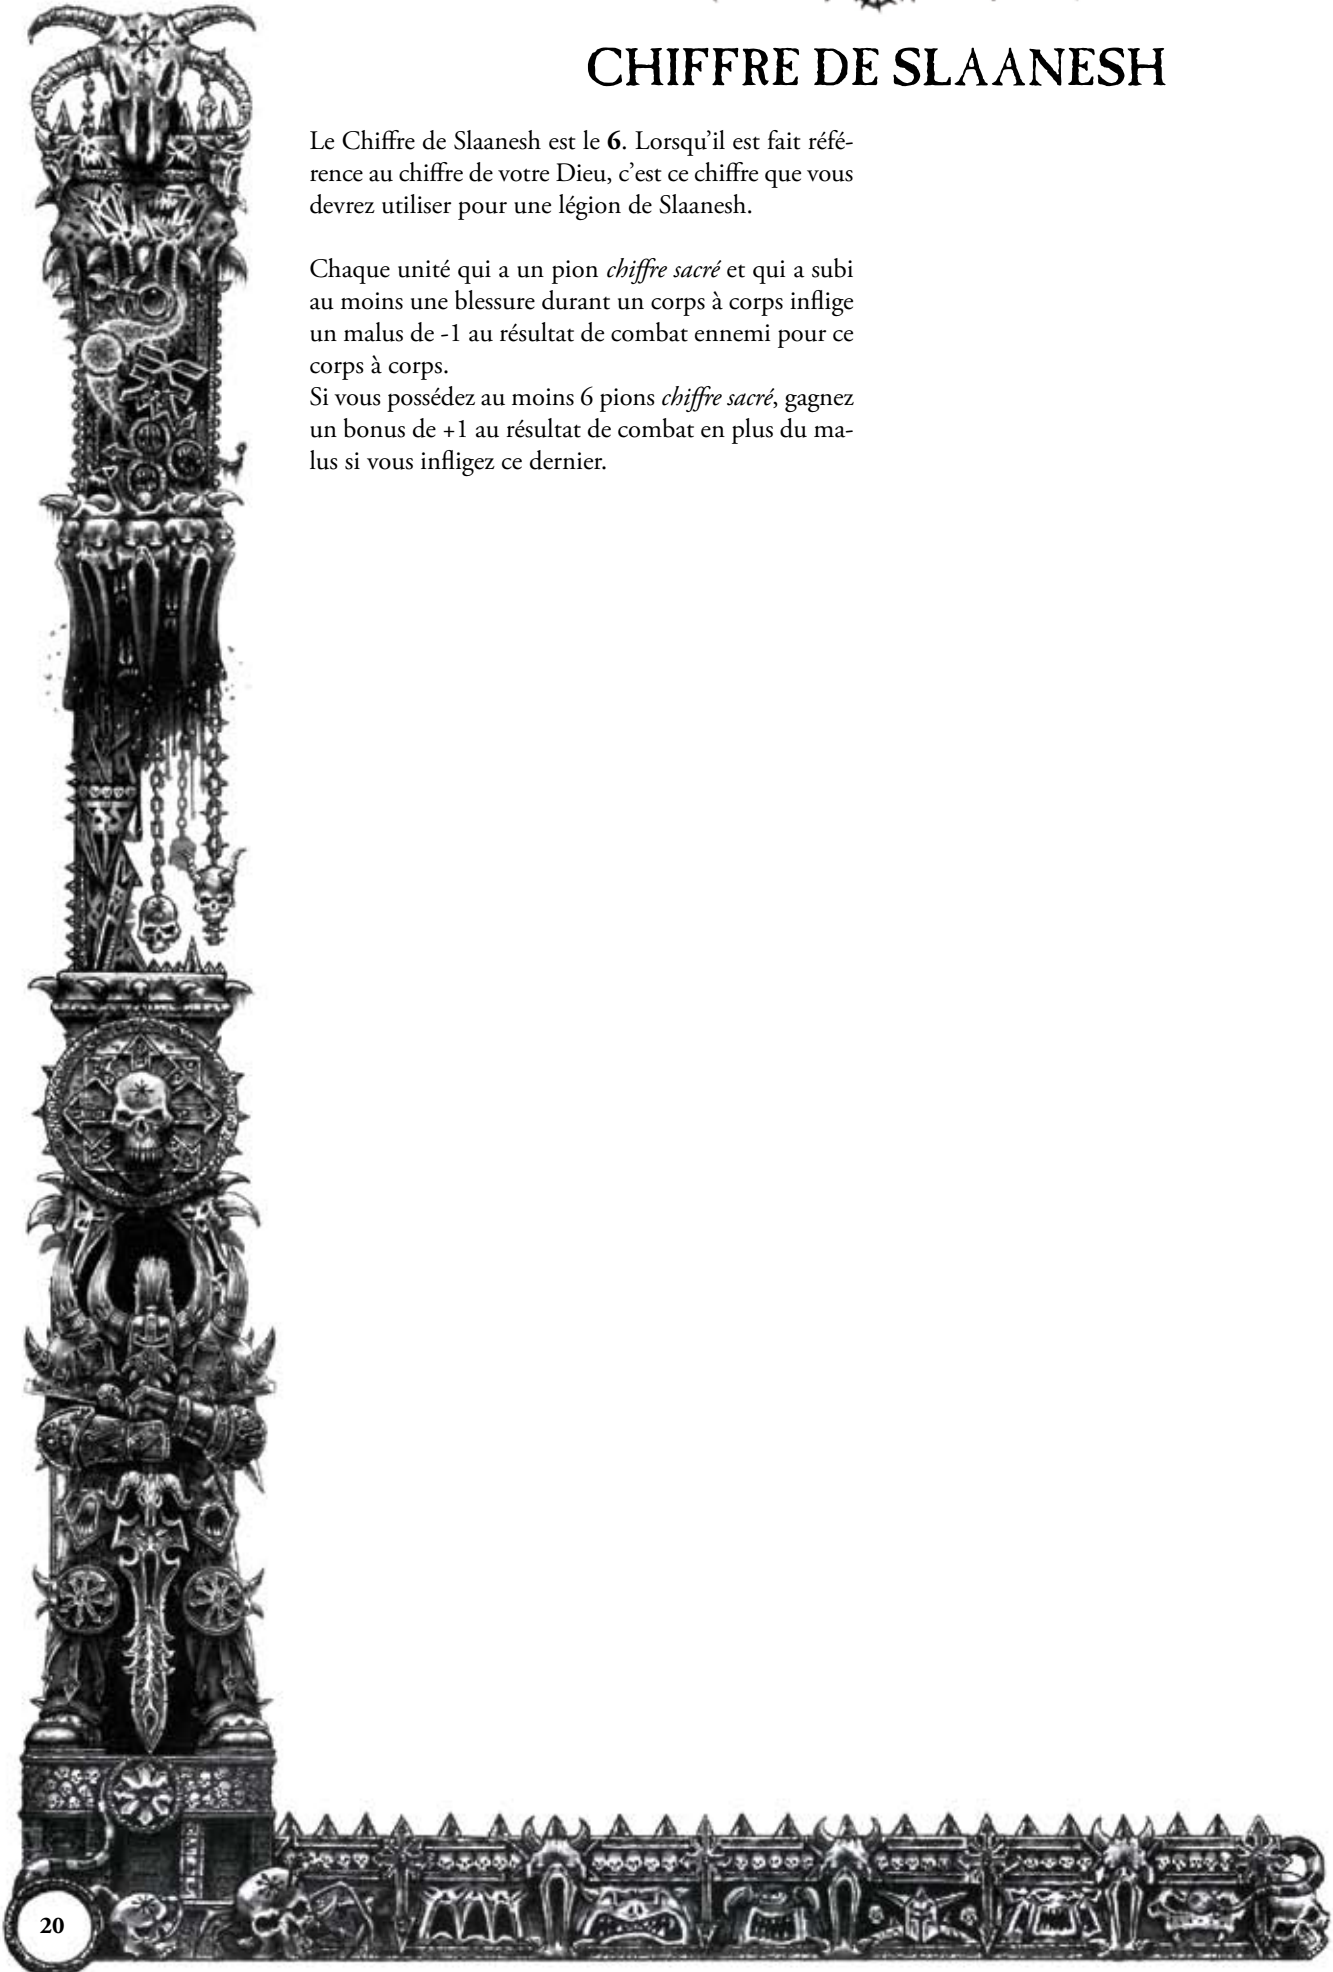 CHIFFRE DE SLAANESH
Le Chiffre de Slaanesh est le 6. Lorsqu’il est fait réfé-
rence au chiffre de votre Dieu, c’est ce chiffre que vous
devrez utiliser pour une légion de Slaanesh.
Chaque unité qui a un pion chiffre sacré et qui a subi
au moins une blessure durant un corps à corps inflige
un malus de -1 au résultat de combat ennemi pour ce
corps à corps.
Si vous possédez au moins 6 pions chiffre sacré, gagnez
un bonus de +1 au résultat de combat en plus du ma-
lus si vous infligez ce dernier.
20